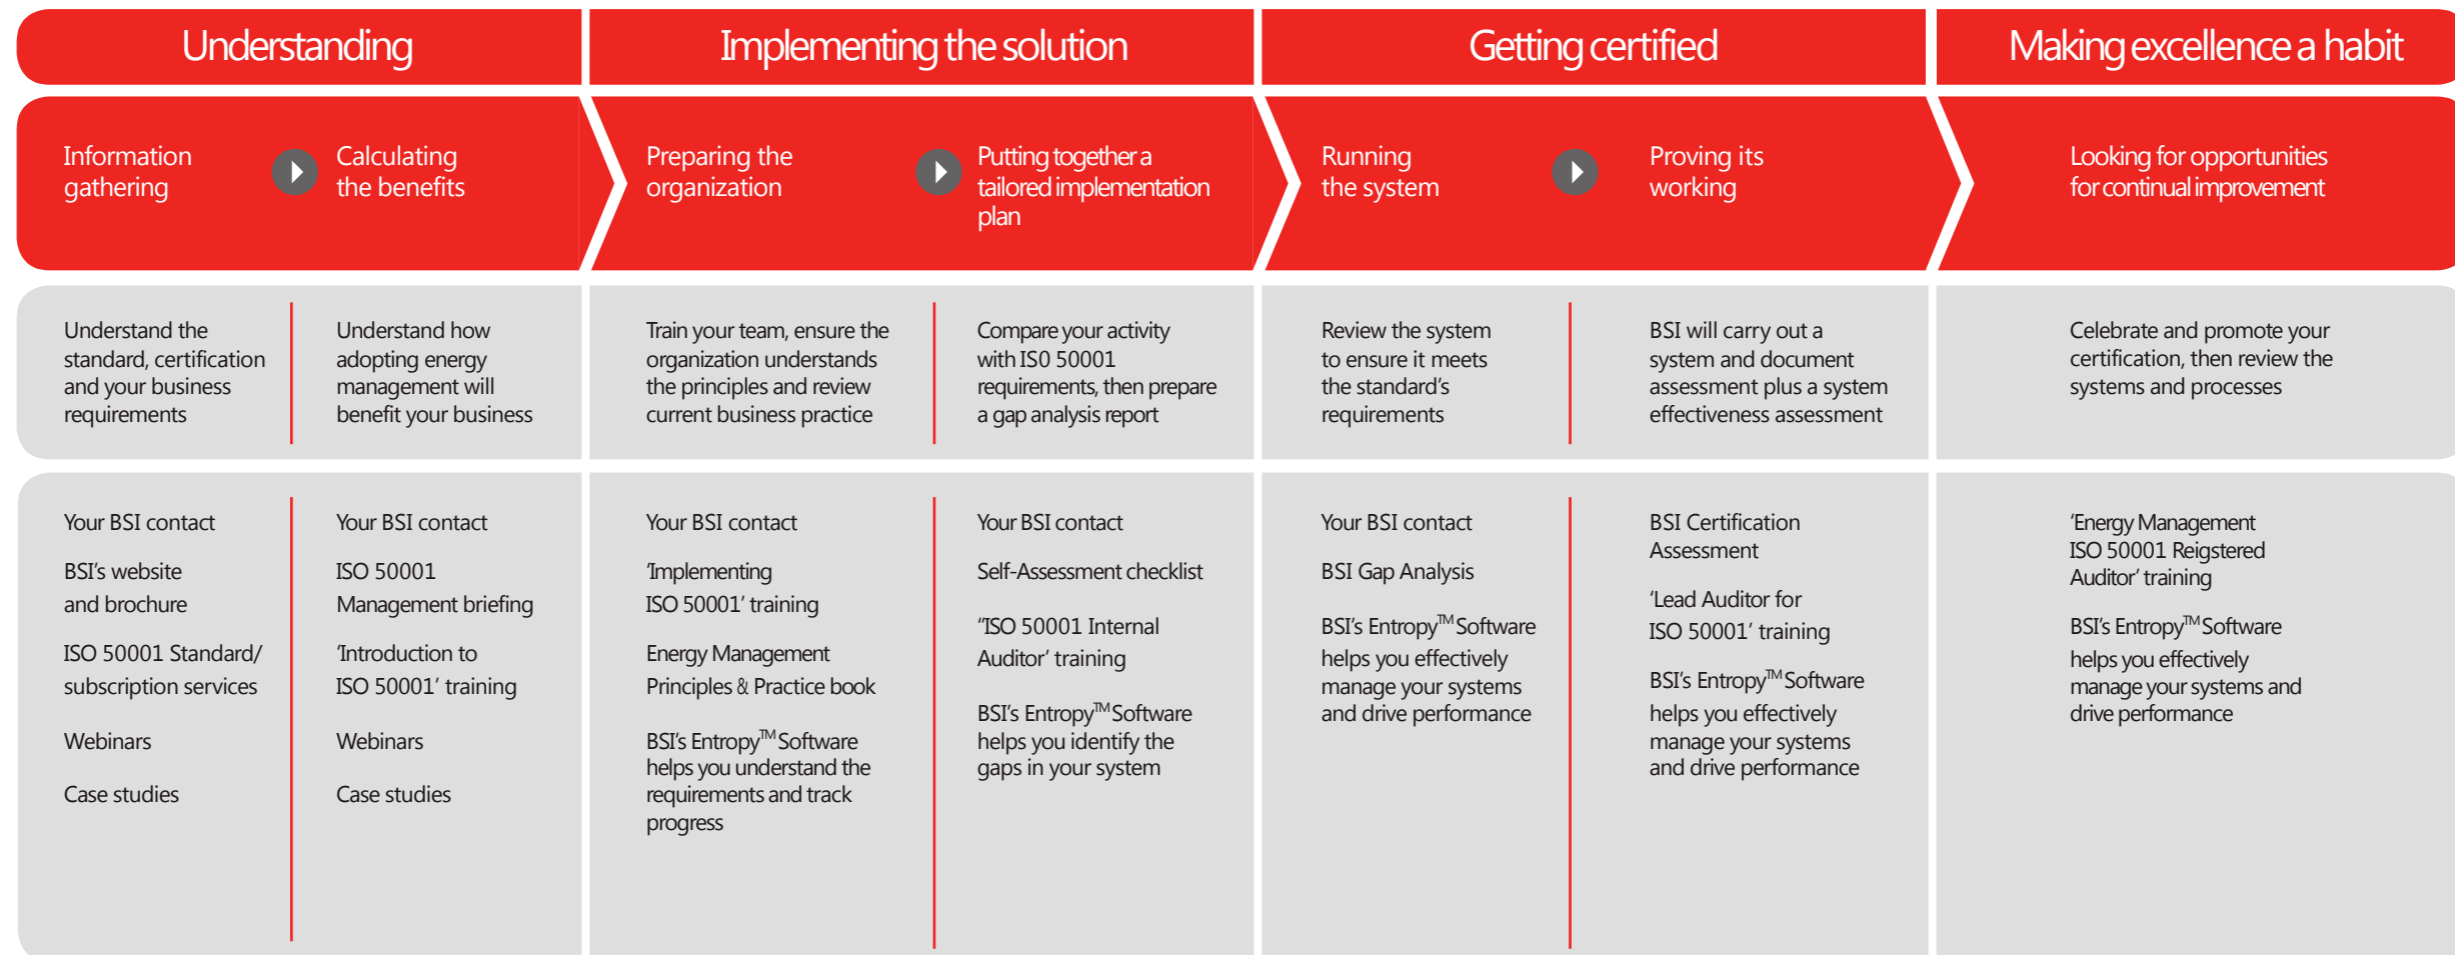 Understanding
Implementing the solution
Getting certified
Making excellence a habit
Information
gathering
Calculating
the benefits
Preparing the
organization
Putting together a
tailored implementation
plan
Running
the system
Proving its
working
Looking for opportunities
for continual improvement
Understand the
standard, certification
and your business
requirements
Understand how
adopting energy
management will
benefit your business
Train your team, ensure the
organization understands
the principles and review
current business practice
Compare your activity
with IS0 50001
requirements, then prepare
a gap analysis report
Review the system
to ensure it meets
the standard’s
requirements
BSI will carry out a
system and document
assessment plus a system
effectiveness assessment
Celebrate and promote your
certification, then review the
systems and processes
Your BSI contact
BSI’s website
and brochure
ISO 50001 Standard/
subscription services
Webinars
Case studies
Your BSI contact
ISO 50001
Management briefing
‘Introduction to
ISO 50001’ training
Webinars
Case studies
Your BSI contact
‘Implementing
ISO 50001’ training
Energy Management
Principles & Practice book
BSI’s Entropy™ Software
helps you understand the
requirements and track
progress
Your BSI contact
Self-Assessment checklist
“ISO 50001 Internal
Auditor’ training
BSI’s Entropy™ Software
helps you identify the
gaps in your system
Your BSI contact
BSI Gap Analysis
BSI’s Entropy™ Software
helps you effectively
manage your systems
and drive performance
BSI Certification
Assessment
‘Lead Auditor for
ISO 50001’ training
BSI’s Entropy™ Software
helps you effectively
manage your systems
and drive performance
‘Energy Management
ISO 50001 Reigstered
Auditor’ training
BSI’s Entropy™ Software
helps you effectively
manage your systems and
drive performance